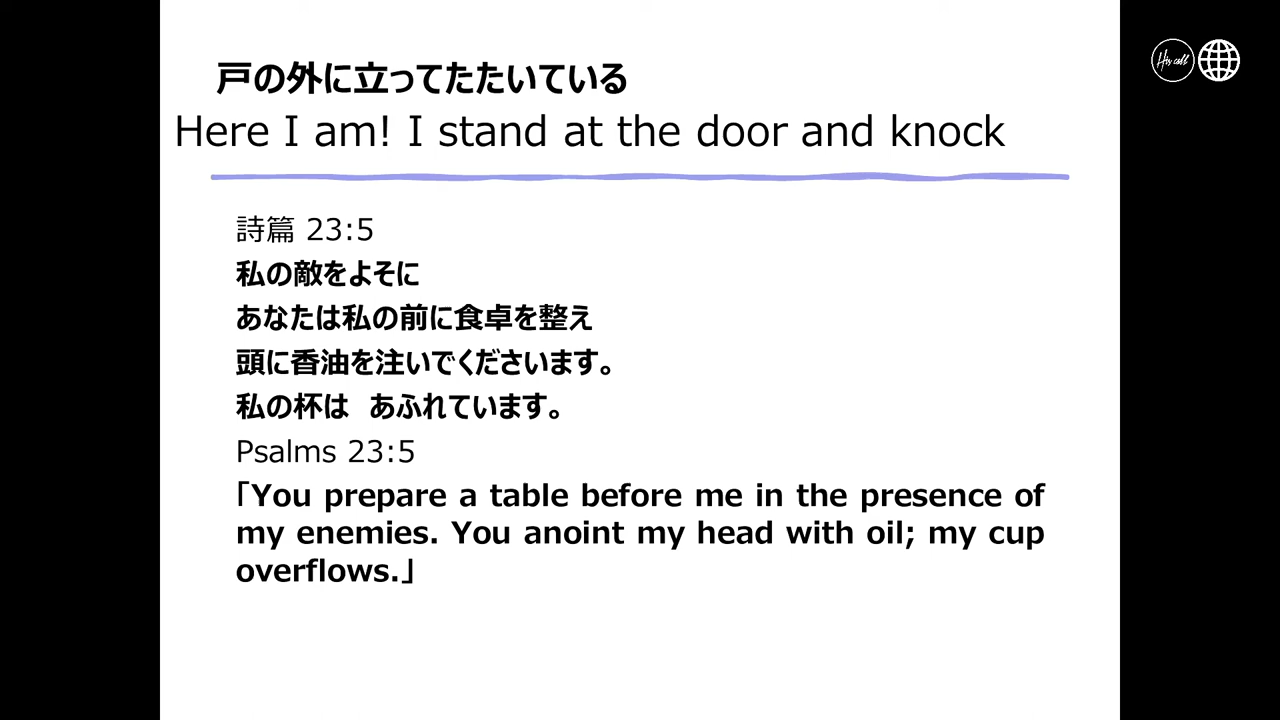 戸の外に立ってたたいている
Here I am! I stand at the door and knock
His call
詩篇 23:5
私の敵をよそに
あなたは私の前に食卓を整え
頭に香油を注いでくださいます。
私の杯は あふれています。
Psalms 23:5
「You prepare a table before me in the presence of
my enemies. You anoint my head with oil; my cup
overflows.」